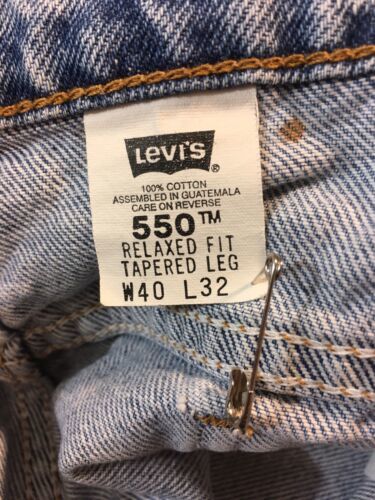 LEVI'S ®
100% COTTON
ASSEMBLED IN GUATEMALA
CARE ON REVERSE
550™
RELAXED FIT
TAPERED LEG
W40 L32